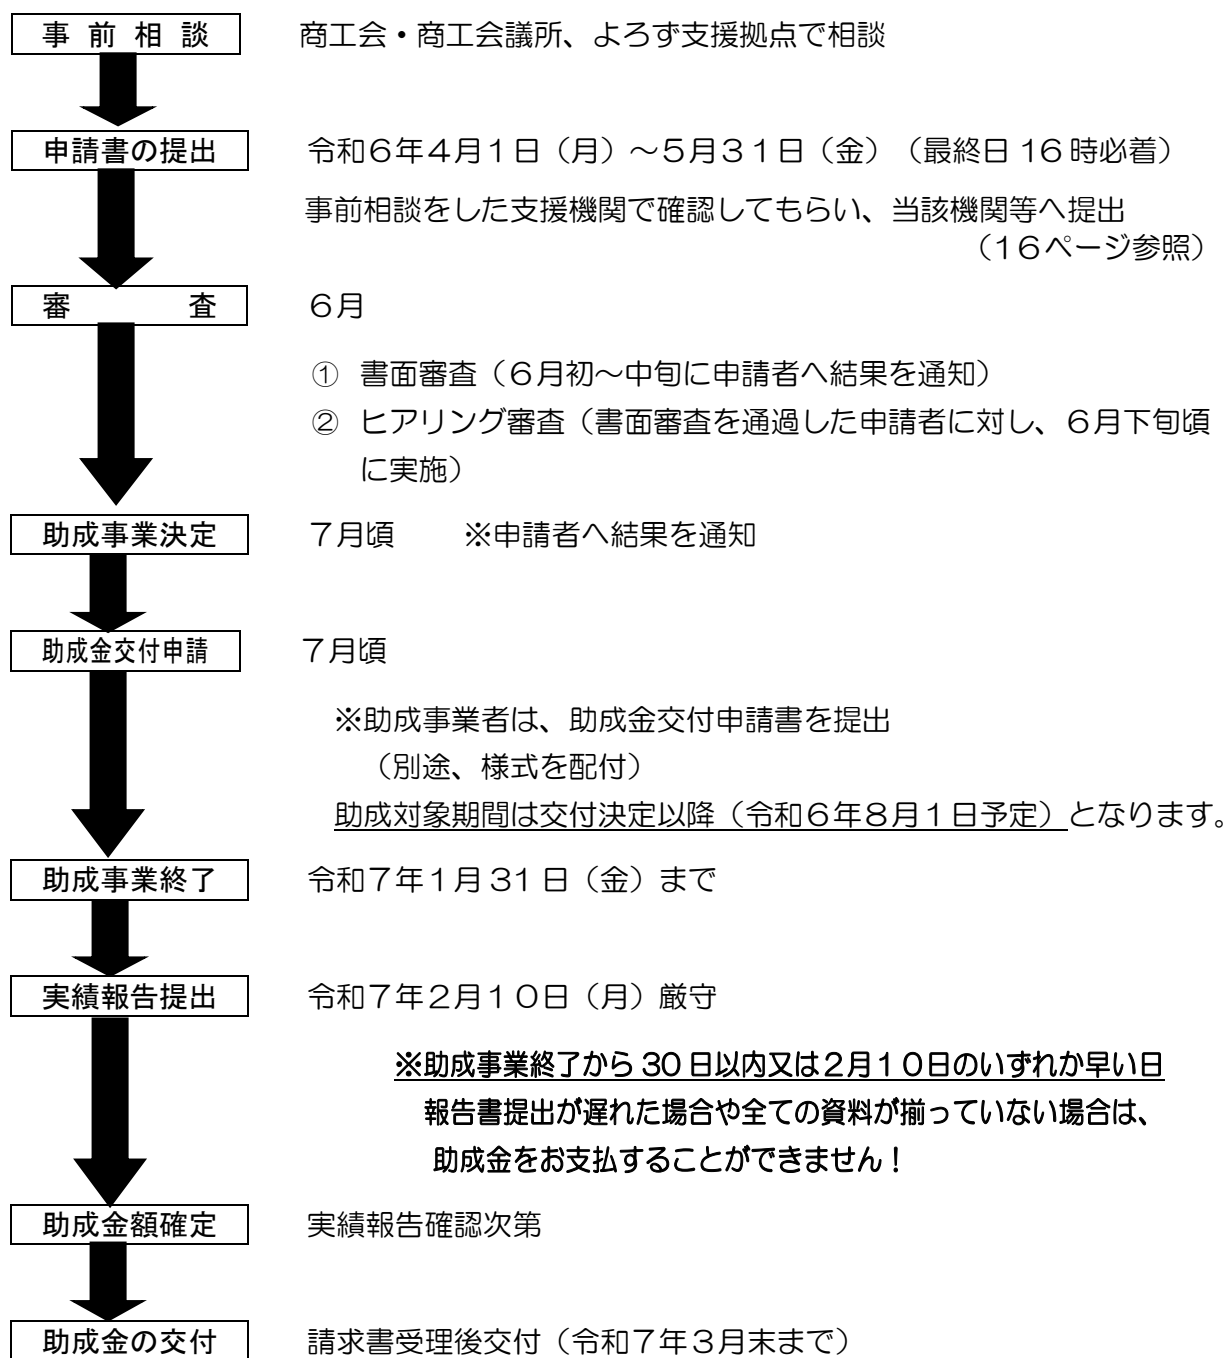 事 前 相 談　　商工会・商工会議所、よろず支援拠点で相談
申請書の提出　　令和６年４月１日（月）～５月３１日（金）（最終日 16 時必着）
事前相談をした支援機関で確認してもらい、当該機関等へ提出
（１６ページ参照）
審　　　　査　　６月
① 書面審査（６月初～中旬に申請者へ結果を通知）
② ヒアリング審査（書面審査を通過した申請者に対し、６月下旬頃
に実施）
助成事業決定　　７月頃　　※申請者へ結果を通知
助成金交付申請　　７月頃
※助成事業者は、助成金交付申請書を提出
（別途、様式を配付）
助成対象期間は交付決定以降（令和６年８月１日予定）となります。
助成事業終了　　令和７年１月 31 日（金）まで
実績報告提出　　令和７年２月１０日（月）厳守
※助成事業終了から 30 日以内又は２月１０日のいずれか早い日
報告書提出が遅れた場合や全ての資料が揃っていない場合は、
助成金をお支払することができません！
助成金額確定　　実績報告確認次第
助成金の交付　　請求書受理後交付（令和７年３月末まで）